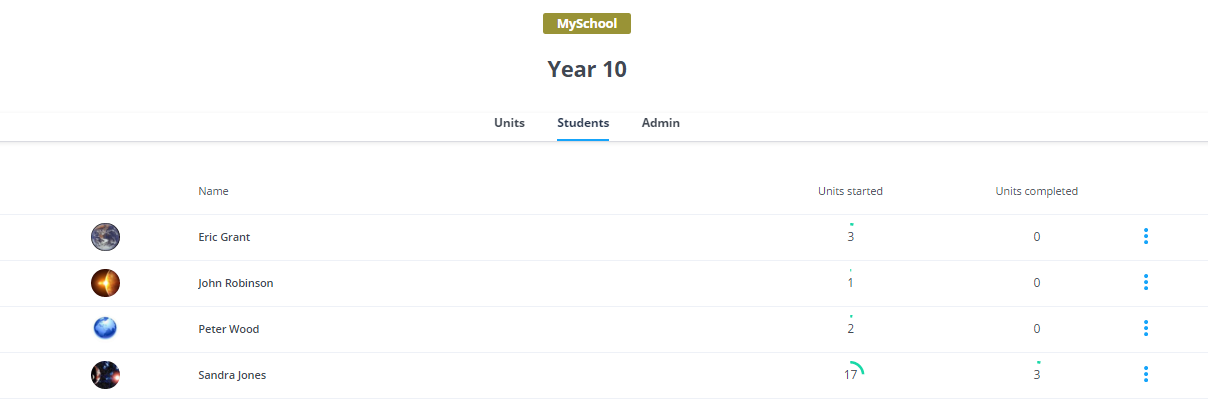 MySchool
Year 10
Units Students Admin
Name Units started Units completed
Eric Grant 3 0
John Robinson 1 0
Peter Wood 2 0
Sandra Jones 17 3